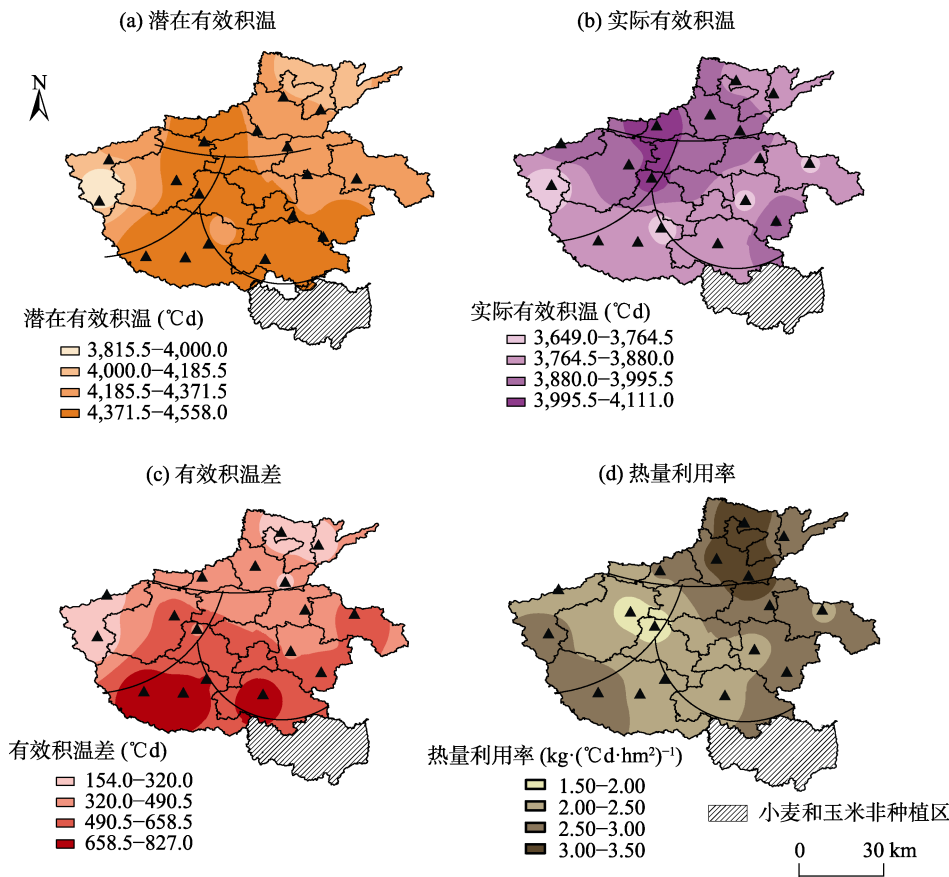 (a) 潜在有效积温
(b) 实际有效积温
N
潜在有效积温 (℃d)
3,815.5−4,000.0
4,000.0−4,185.5
4,185.5−4,371.5
4,371.5−4,558.0
实际有效积温 (℃d)
3,649.0−3,764.5
3,764.5−3,880.0
3,880.0−3,995.5
3,995.5−4,111.0
(c) 有效积温差
(d) 热量利用率
有效积温差 (℃d)
154.0−320.0
320.0−490.5
490.5−658.5
658.5−827.0
热量利用率 (kg·(℃d·hm²)⁻¹)
1.50−2.00
2.00−2.50
2.50−3.00
3.00−3.50
小麦和玉米非种植区
0 30 km